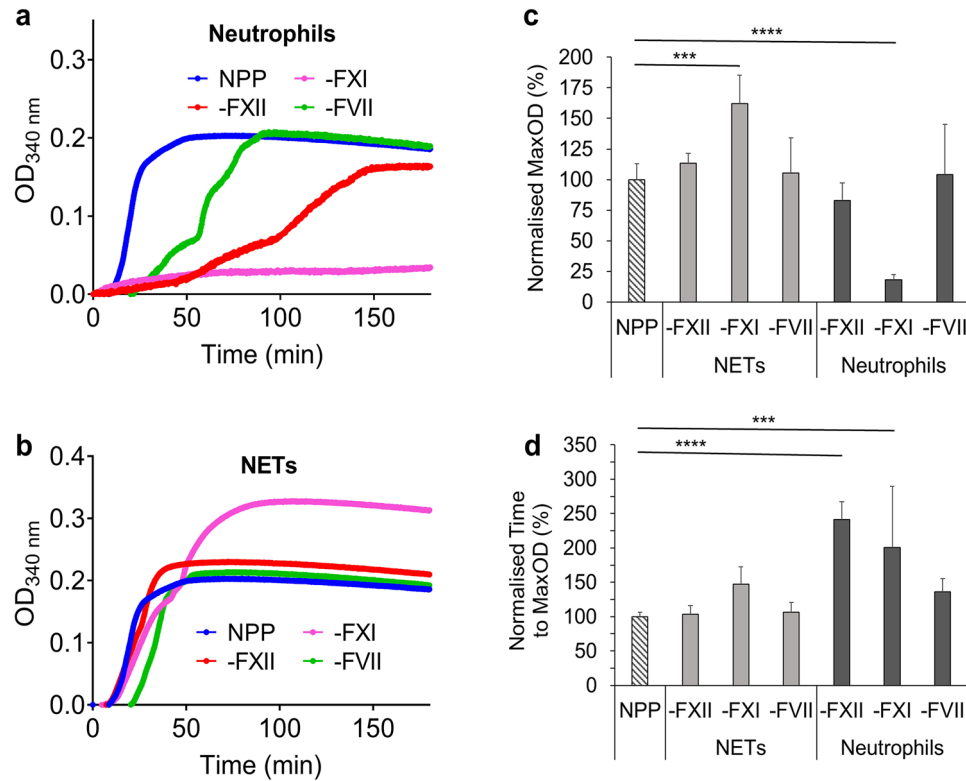 a
Neutrophils
NPP -FXI
-FXII -FVII
OD340 nm
0.3
0.2
0.1
0.0
0 50 100 150
Time (min)
b
NETs
OD340 nm
0.4
0.3
0.2
0.1
0.0
NPP -FXI
-FXII -FVII
0 50 100 150
Time (min)
c
Normalised MaxOD (%)
200
175
150
125
100
75
50
25
0
****
***
NPP -FXII -FXI -FVII -FXII -FXI -FVII
NETs Neutrophils
d
Normalised Time
to MaxOD (%)
350
300
250
200
150
100
50
0
***
****
NPP -FXII -FXI -FVII -FXII -FXI -FVII
NETs Neutrophils